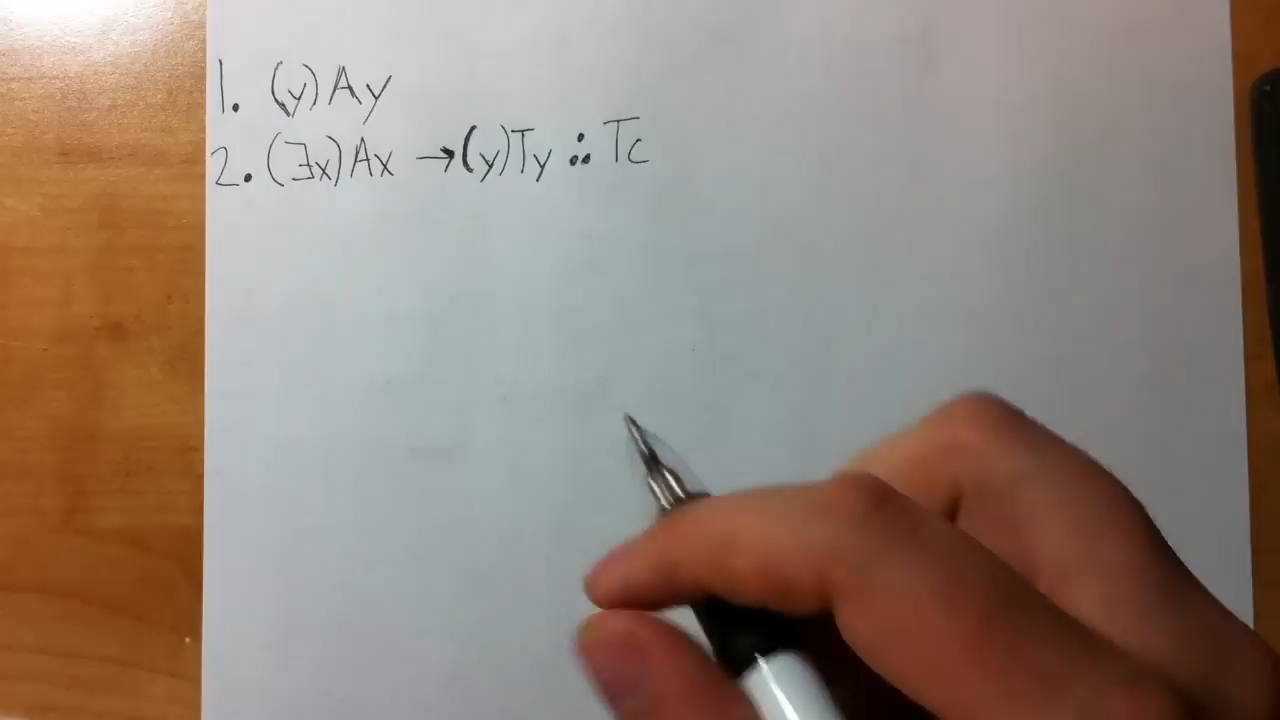 1. (y)Ay
2. (∃x)Ax →(y)Ty ∴ Tc